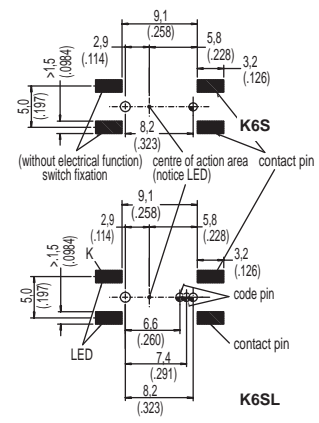 9,1
(.258)
2,9
(.114)
5,8
(.228)
3,2
(.126)
>1,5
(.0984)
5,0
(.197)
K6S
8,2
(.323)
(without electrical function)
switch fixation
centre of action area
(notice LED)
contact pin
9,1
(.258)
2,9
(.114)
5,8
(.228)
3,2
(.126)
>.1,5
(.0984)
K
5,0
(.197)
code pin
6,6
(.260)
LED
contact pin
7,4
(.291)
8,2
(.323)
K6SL